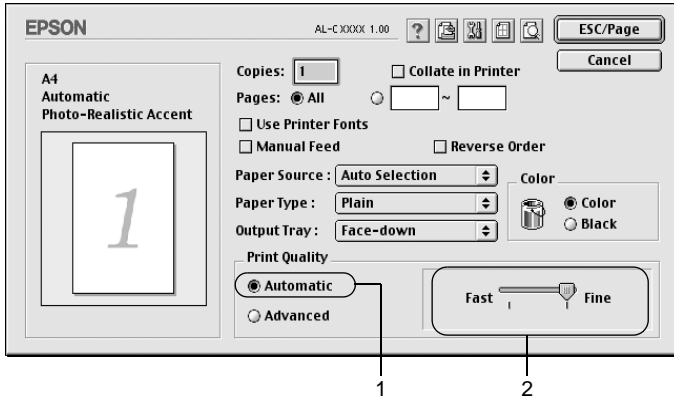 EPSON
AL-CXXXX 1.00
?
ESC/Page
Cancel
A4
Automatic
Photo-Realistic Accent
1
Copies: 1
Collate in Printer
Pages: All ~
Use Printer Fonts
Manual Feed
Reverse Order
Paper Source : Auto Selection
Paper Type : Plain
Output Tray : Face-down
Color
Color
Black
Print Quality
Automatic
Advanced
Fast Fine
1 2